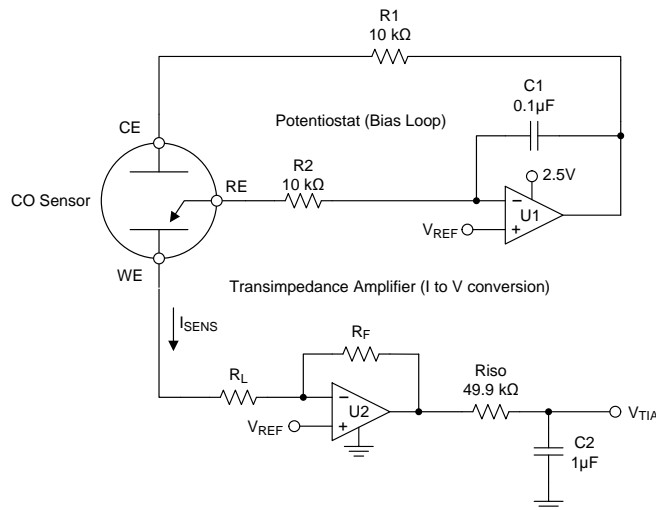 R1
10 kΩ
C1
0.1µF
CE
Potentiostat (Bias Loop)
R2
10 kΩ
RE
2.5V
CO Sensor
−
U1
VREF
+
WE
Transimpedance Amplifier (I to V conversion)
ISENS
RF
RL
Riso
49.9 kΩ
−
U2
VREF
+
VTIA
C2
1µF